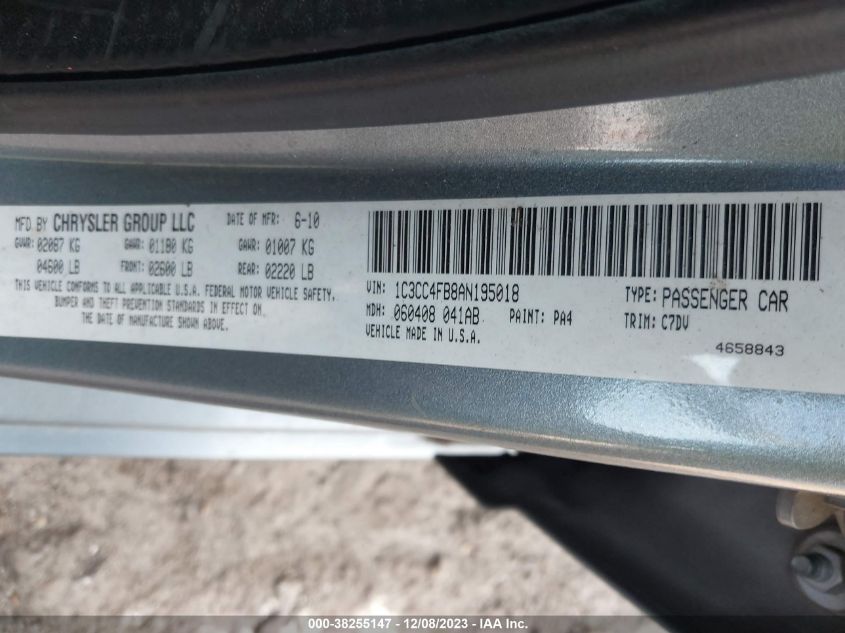 MFD BY CHRYSLER GROUP LLC DATE OF MFR: 6-10
GVWR: 02087 KG GAWR: 01180 KG GAWR: 01007 KG
04600 LB FRONT: 02600 LB REAR: 02220 LB
THIS VEHICLE CONFORMS TO ALL APPLICABLE U.S.A. FEDERAL MOTOR VEHICLE SAFETY,
BUMPER AND THEFT PREVENTION STANDARDS IN EFFECT ON
THE DATE OF MANUFACTURE SHOWN ABOVE.
VIN: 1C3CC4FB8AN195018 TYPE: PASSENGER CAR
MDH: 060408 041AB PAINT: PA4 TRIM: C7DV
VEHICLE MADE IN U.S.A. 4658843
000-38255147 - 12/08/2023 - IAA Inc.